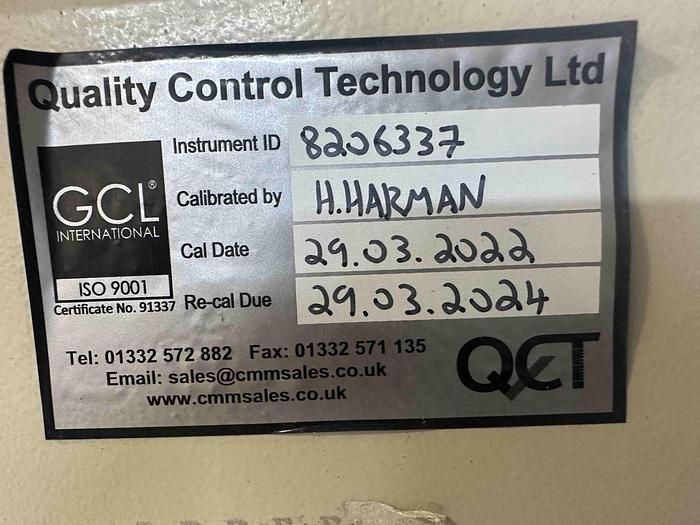 Quality Control Technology Ltd
GCL®
INTERNATIONAL
ISO 9001
Certificate No. 91337
Instrument ID 8206337
Calibrated by H.HARMAN
Cal Date 29.03.2022
Re-cal Due 29.03.2024
Tel: 01332 572 882 Fax: 01332 571 135
Email: sales@cmmsales.co.uk
www.cmmsales.co.uk
QCT